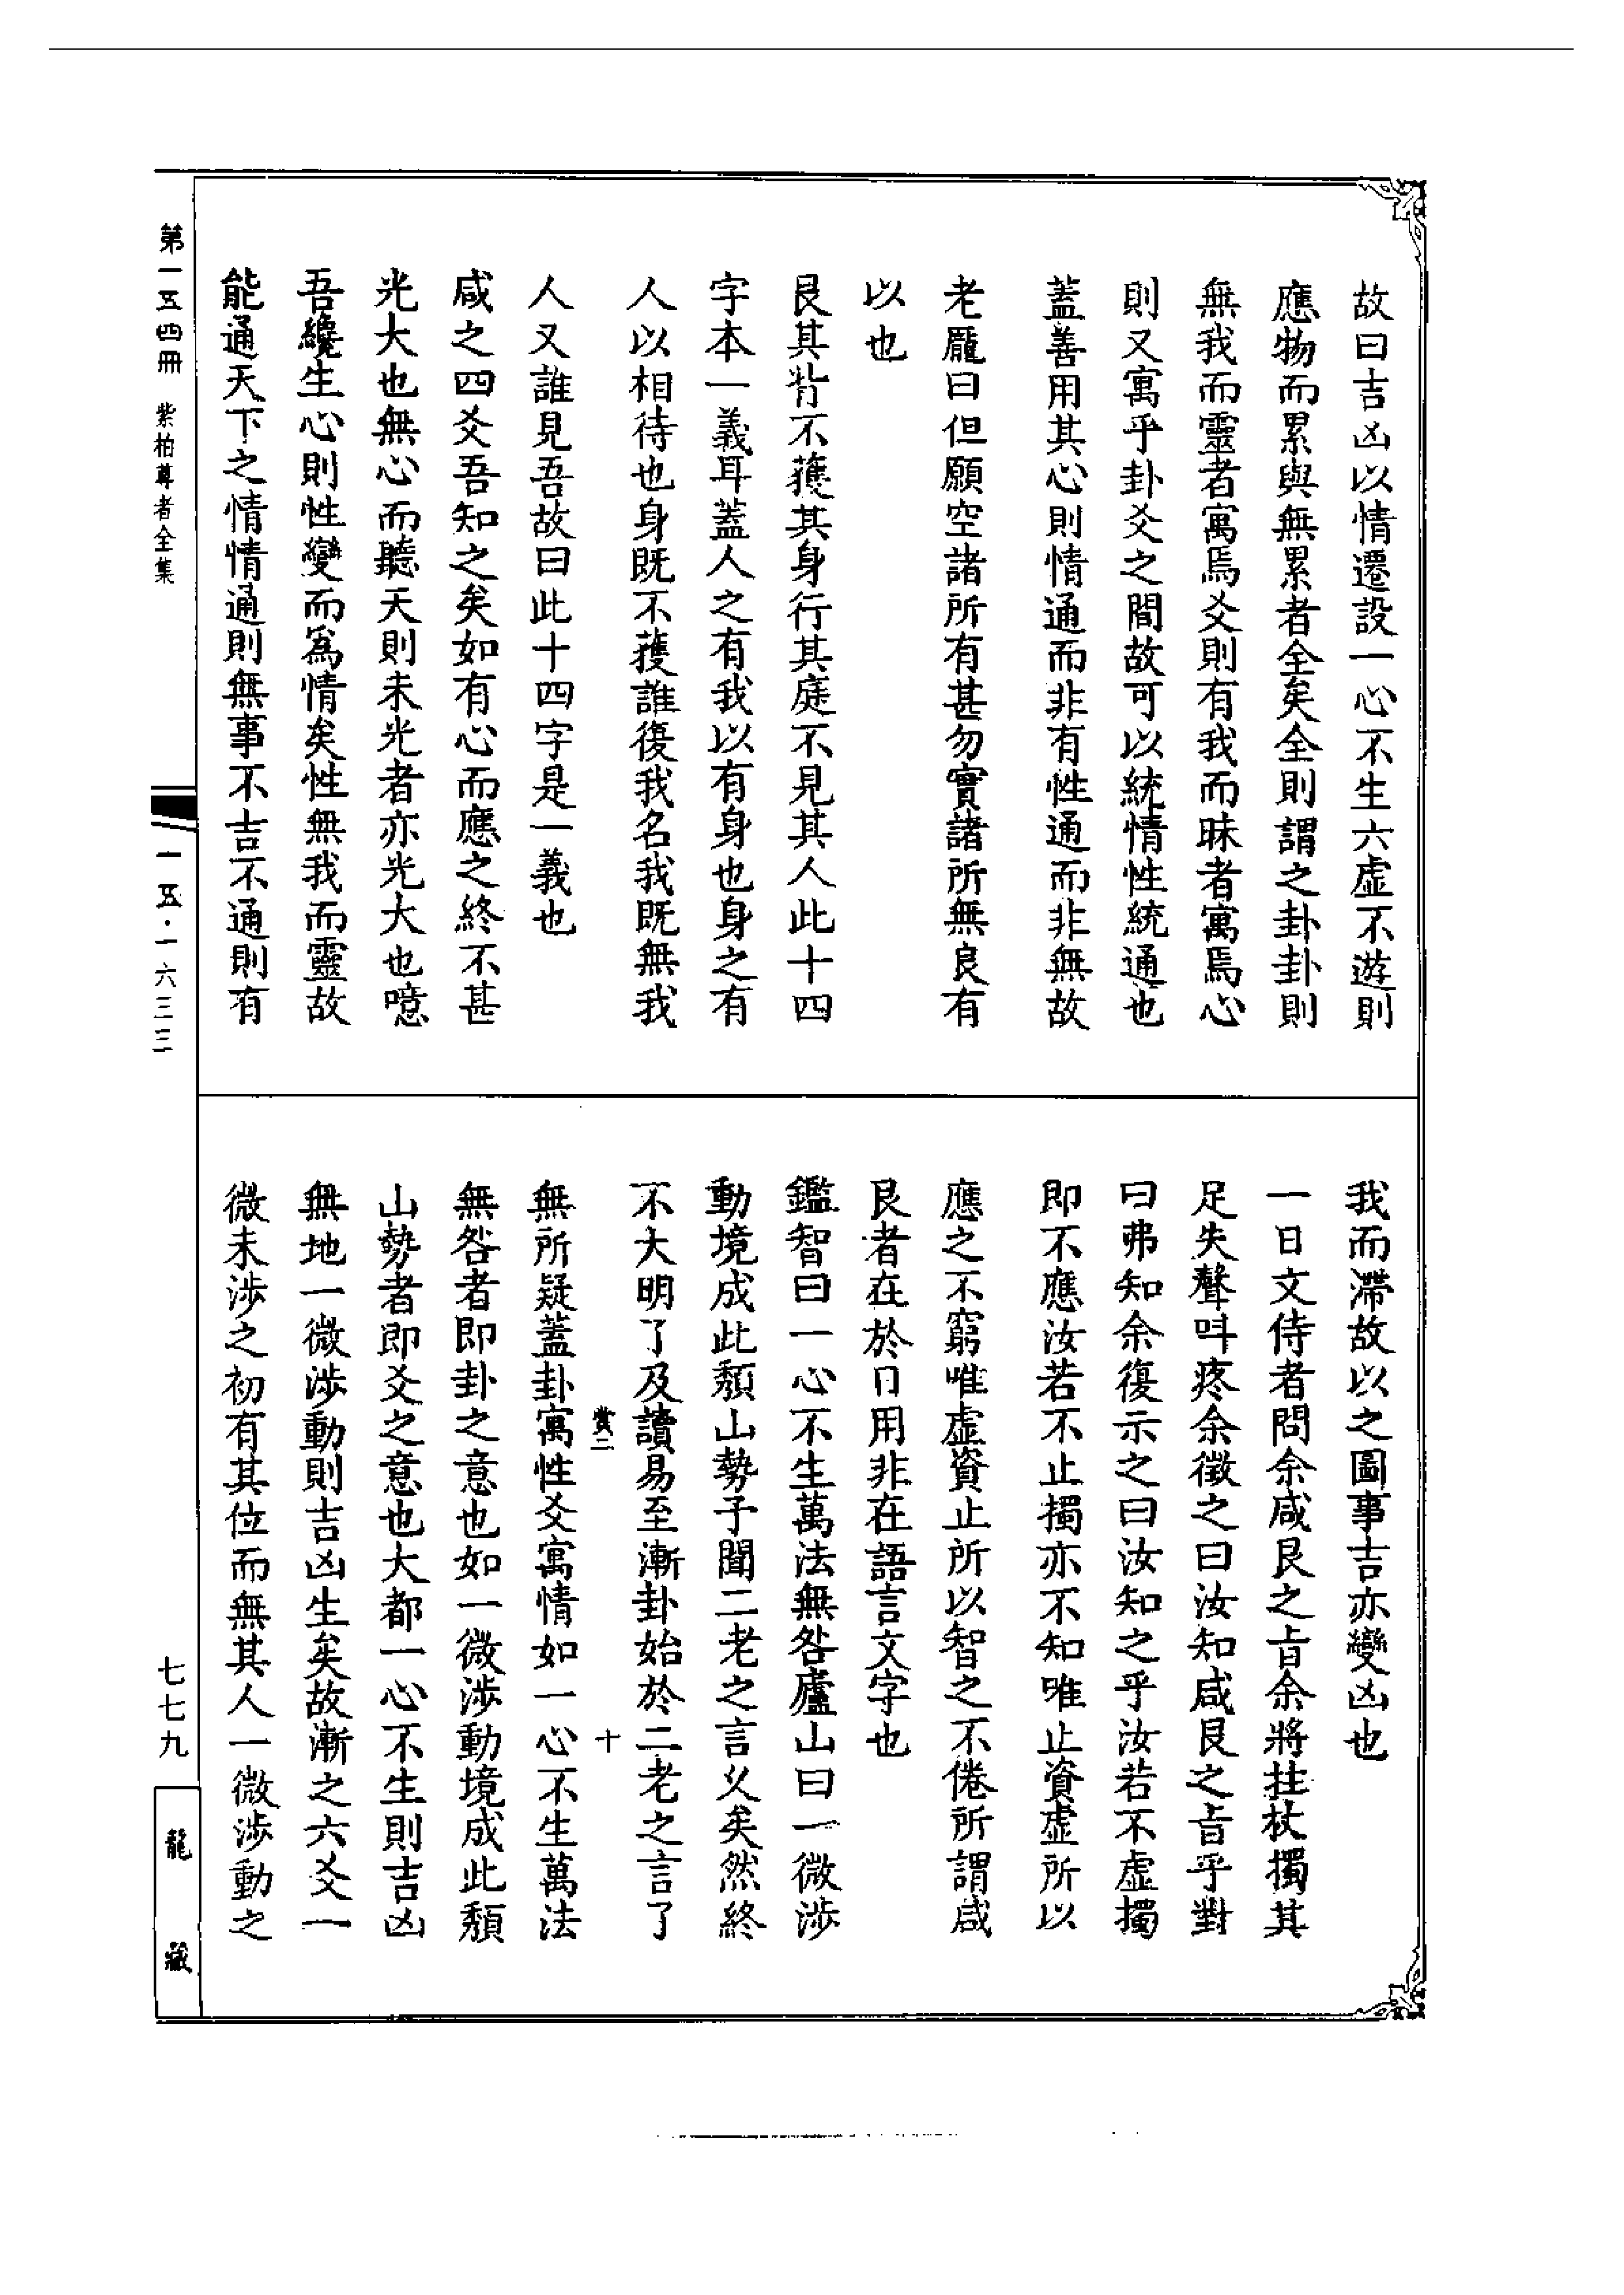 故曰吉凶以情遷設一心不生六虛不遊則
應物而累與無累者全矣全則謂之卦卦則
無我而靈者寓焉爻則有我而昧者寓焉心
則又寓乎卦爻之間故可以統情性統通也
蓋善用其心則情通而非有性通而非無故
老龐曰但願空諸所有甚勿實諸所無良有
以也
艮其背不獲其身行其庭不見其人此十四
字本一義耳蓋人之有我以有身也身之有
人以相待也身既不獲誰復我名我既無我
人又誰見吾故曰此十四字是一義也
咸之四爻吾知之矣如有心而應之終不甚
光大也無心而聽天則未光者亦光大也噫
吾纔生心則性變而為情矣性無我而靈故
能通天下之情情通則無事不吉不通則有
我而滯故以之圖事吉亦變凶也
一日文侍者問余咸艮之旨余將拄杖擉其
足失聲呌疼余徵之曰汝知咸艮之旨乎對
曰弗知余復示之曰汝知之乎汝若不虛擉
即不應汝若不止擉亦不知唯止資虛所以
應之不窮唯虛資止所以智之不倦所謂咸
艮者在於日用非在語言文字也
鑑智曰一心不生萬法無咎廬山曰一微涉
動境成此頹山勢予聞二老之言乆矣然終
不大明了及讀易至漸卦始於二老之言了
賞三 十
無所疑蓋卦寓性爻寓情如一心不生萬法
無咎者即卦之意也如一微涉動境成此頹
山勢者即爻之意也大都一心不生則吉凶
無地一微涉動則吉凶生矣故漸之六爻一
微未涉之初有其位而無其人一微涉動之
第一五四冊 紫柏尊者全集
一五·一六三三
七七九
龍藏